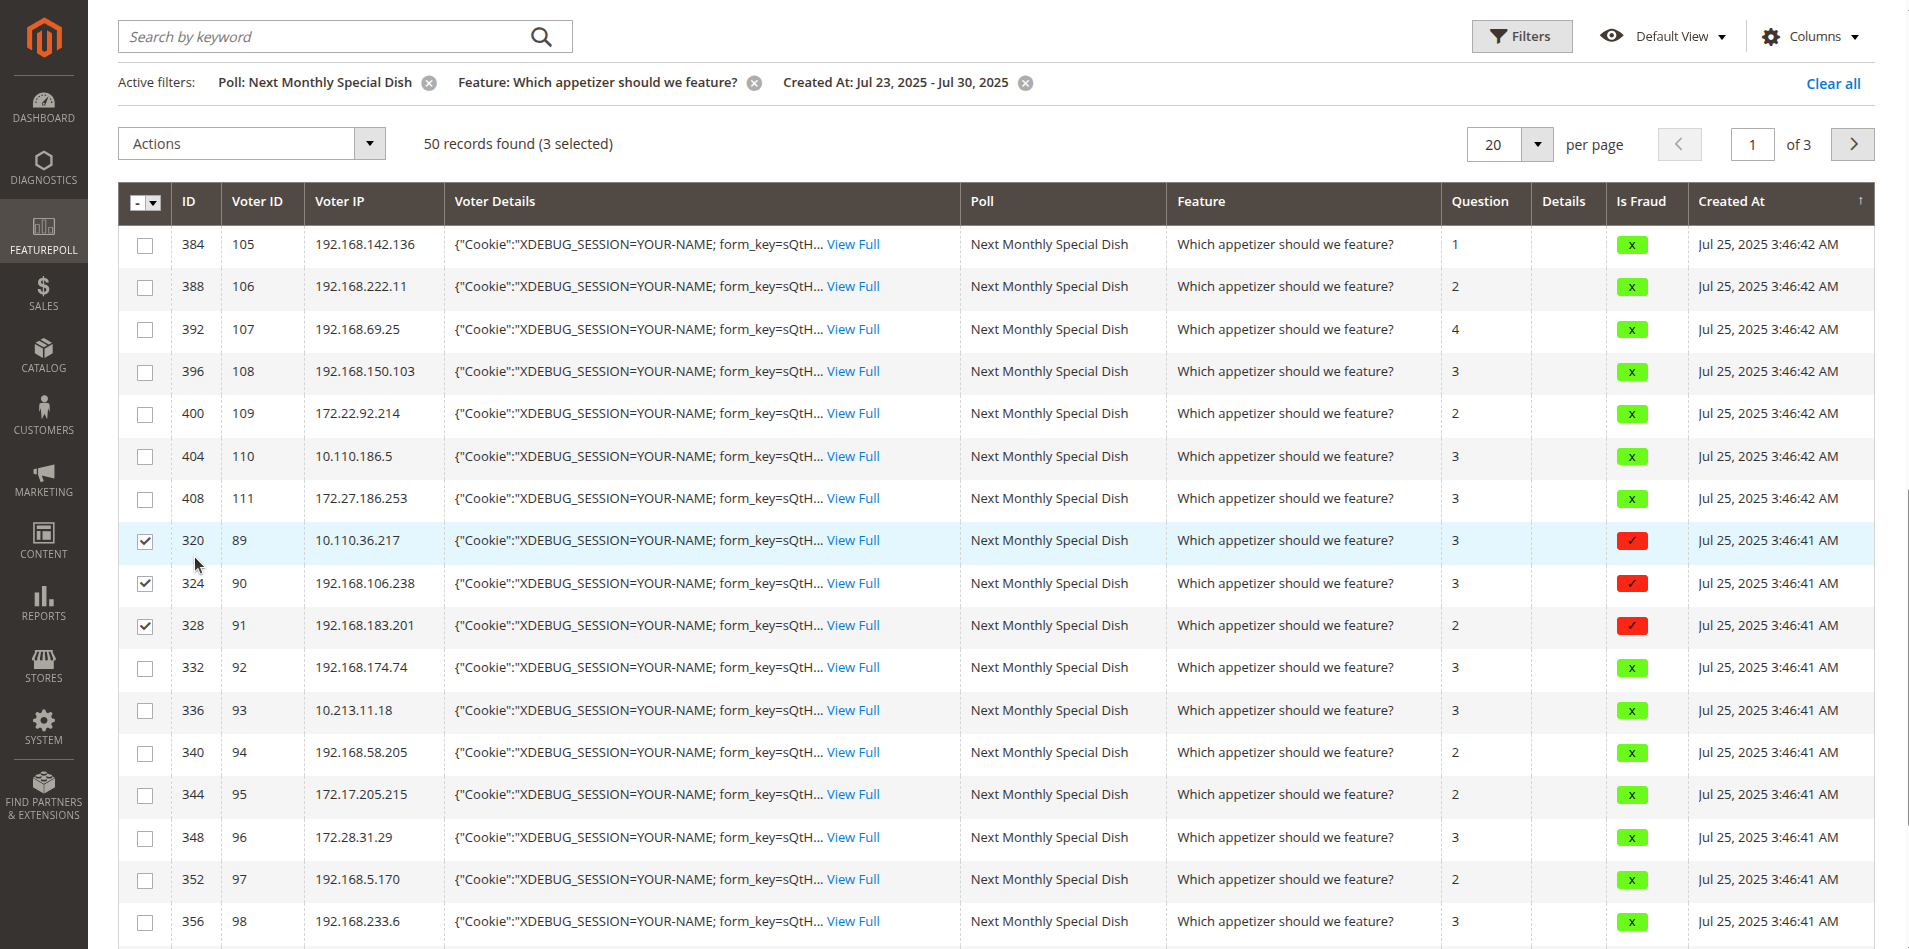 Search by keyword
Filters
Default View
Columns
Active filters: Poll: Next Monthly Special Dish Feature: Which appetizer should we feature? Created At: Jul 23, 2025 - Jul 30, 2025 Clear all
Actions 50 records found (3 selected) 20 per page 1 of 3
DASHBOARD
DIAGNOSTICS
FEATUREPOLL
SALES
CATALOG
CUSTOMERS
MARKETING
CONTENT
REPORTS
STORES
SYSTEM
FIND PARTNERS
& EXTENSIONS
- ID Voter ID Voter IP Voter Details Poll Feature Question Details Is Fraud Created At ↑
384 105 192.168.142.136 {"Cookie":"XDEBUG_SESSION=YOUR-NAME; form_key=sQtH... View Full Next Monthly Special Dish Which appetizer should we feature? 1 x Jul 25, 2025 3:46:42 AM
388 106 192.168.222.11 {"Cookie":"XDEBUG_SESSION=YOUR-NAME; form_key=sQtH... View Full Next Monthly Special Dish Which appetizer should we feature? 2 x Jul 25, 2025 3:46:42 AM
392 107 192.168.69.25 {"Cookie":"XDEBUG_SESSION=YOUR-NAME; form_key=sQtH... View Full Next Monthly Special Dish Which appetizer should we feature? 4 x Jul 25, 2025 3:46:42 AM
396 108 192.168.150.103 {"Cookie":"XDEBUG_SESSION=YOUR-NAME; form_key=sQtH... View Full Next Monthly Special Dish Which appetizer should we feature? 3 x Jul 25, 2025 3:46:42 AM
400 109 172.22.92.214 {"Cookie":"XDEBUG_SESSION=YOUR-NAME; form_key=sQtH... View Full Next Monthly Special Dish Which appetizer should we feature? 2 x Jul 25, 2025 3:46:42 AM
404 110 10.110.186.5 {"Cookie":"XDEBUG_SESSION=YOUR-NAME; form_key=sQtH... View Full Next Monthly Special Dish Which appetizer should we feature? 3 x Jul 25, 2025 3:46:42 AM
408 111 172.27.186.253 {"Cookie":"XDEBUG_SESSION=YOUR-NAME; form_key=sQtH... View Full Next Monthly Special Dish Which appetizer should we feature? 3 x Jul 25, 2025 3:46:42 AM
320 89 10.110.36.217 {"Cookie":"XDEBUG_SESSION=YOUR-NAME; form_key=sQtH... View Full Next Monthly Special Dish Which appetizer should we feature? 3 ✓ Jul 25, 2025 3:46:41 AM
324 90 192.168.106.238 {"Cookie":"XDEBUG_SESSION=YOUR-NAME; form_key=sQtH... View Full Next Monthly Special Dish Which appetizer should we feature? 3 ✓ Jul 25, 2025 3:46:41 AM
328 91 192.168.183.201 {"Cookie":"XDEBUG_SESSION=YOUR-NAME; form_key=sQtH... View Full Next Monthly Special Dish Which appetizer should we feature? 2 ✓ Jul 25, 2025 3:46:41 AM
332 92 192.168.174.74 {"Cookie":"XDEBUG_SESSION=YOUR-NAME; form_key=sQtH... View Full Next Monthly Special Dish Which appetizer should we feature? 3 x Jul 25, 2025 3:46:41 AM
336 93 10.213.11.18 {"Cookie":"XDEBUG_SESSION=YOUR-NAME; form_key=sQtH... View Full Next Monthly Special Dish Which appetizer should we feature? 3 x Jul 25, 2025 3:46:41 AM
340 94 192.168.58.205 {"Cookie":"XDEBUG_SESSION=YOUR-NAME; form_key=sQtH... View Full Next Monthly Special Dish Which appetizer should we feature? 2 x Jul 25, 2025 3:46:41 AM
344 95 172.17.205.215 {"Cookie":"XDEBUG_SESSION=YOUR-NAME; form_key=sQtH... View Full Next Monthly Special Dish Which appetizer should we feature? 2 x Jul 25, 2025 3:46:41 AM
348 96 172.28.31.29 {"Cookie":"XDEBUG_SESSION=YOUR-NAME; form_key=sQtH... View Full Next Monthly Special Dish Which appetizer should we feature? 3 x Jul 25, 2025 3:46:41 AM
352 97 192.168.5.170 {"Cookie":"XDEBUG_SESSION=YOUR-NAME; form_key=sQtH... View Full Next Monthly Special Dish Which appetizer should we feature? 2 x Jul 25, 2025 3:46:41 AM
356 98 192.168.233.6 {"Cookie":"XDEBUG_SESSION=YOUR-NAME; form_key=sQtH... View Full Next Monthly Special Dish Which appetizer should we feature? 3 x Jul 25, 2025 3:46:41 AM